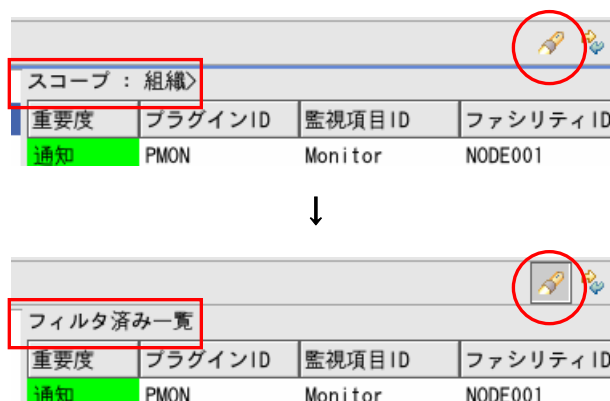 スコープ : 組織>
重要度 プラグインID 監視項目ID ファシリティID
通知 PMON Monitor NODE001
↓
フィルタ済み一覧
重要度 プラグインID 監視項目ID ファシリティID
通知 PMON Monitor NODE001